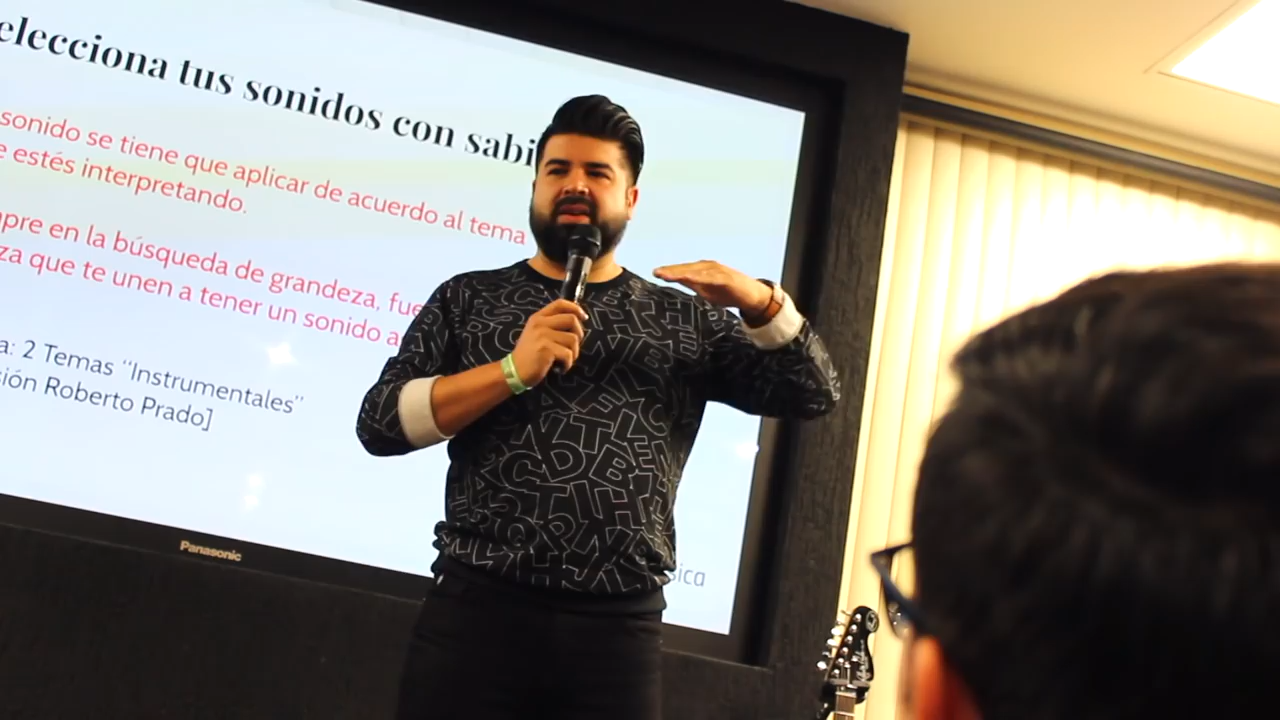 elecciona tus sonidos con sabi
sonido se tiene que aplicar de acuerdo al tema
e estés interpretando.
pre en la búsqueda de grandeza, fue
za que te unen a tener un sonido a
a: 2 Temas “Instrumentales”
sión Roberto Prado]
sica
Panasonic